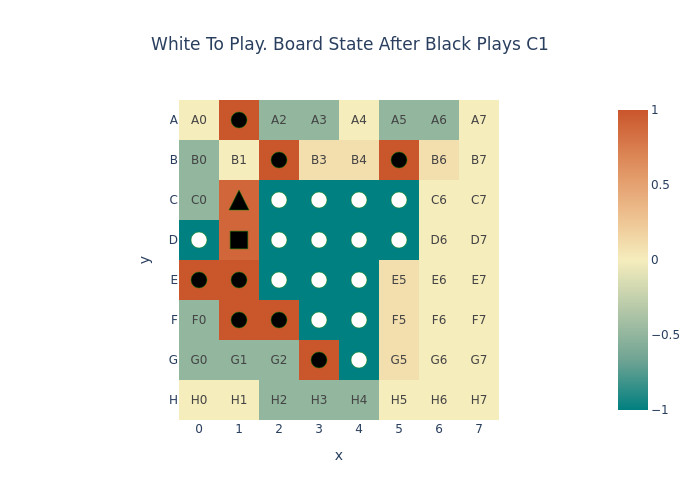 White To Play. Board State After Black Plays C1
A A0 A2 A3 A4 A5 A6 A7
B B0 B1 B3 B4 B6 B7
C C0 C6 C7
D D6 D7
E E5 E6 E7
F F0 F5 F6 F7
G G0 G1 G2 G5 G6 G7
H H0 H1 H2 H3 H4 H5 H6 H7
0 1 2 3 4 5 6 7
x
y
1
0.5
0
−0.5
−1